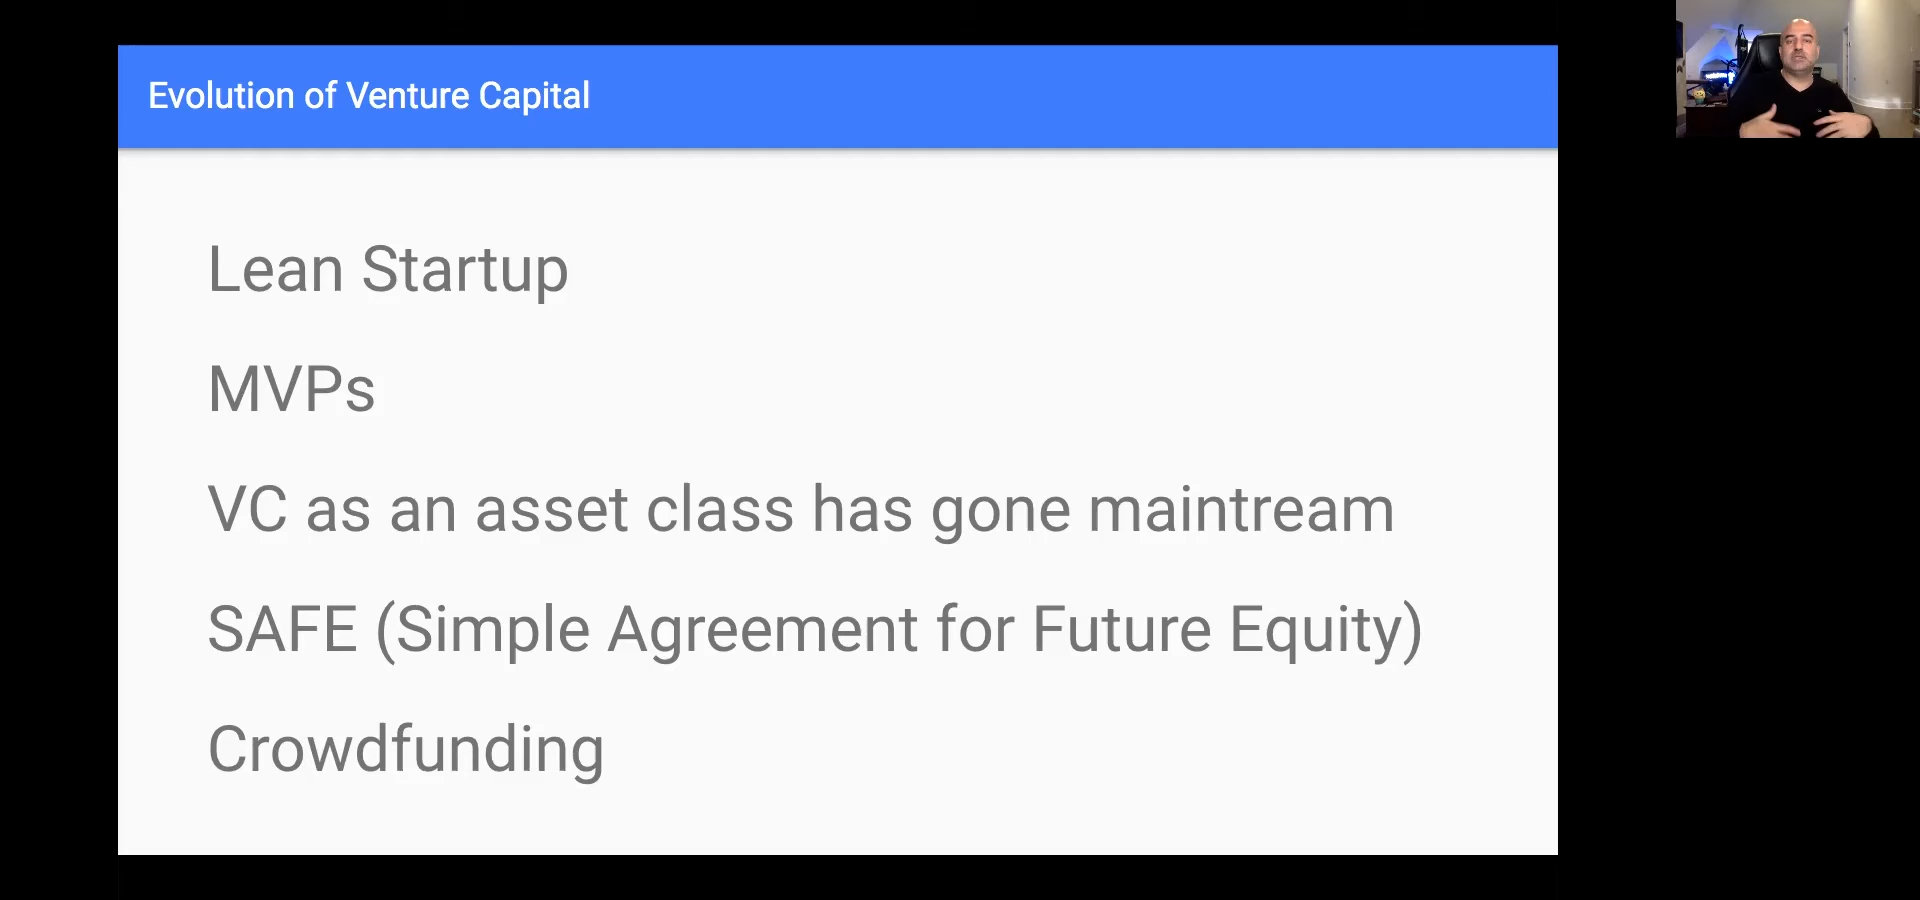 Evolution of Venture Capital
Lean Startup
MVPs
VC as an asset class has gone maintream
SAFE (Simple Agreement for Future Equity)
Crowdfunding